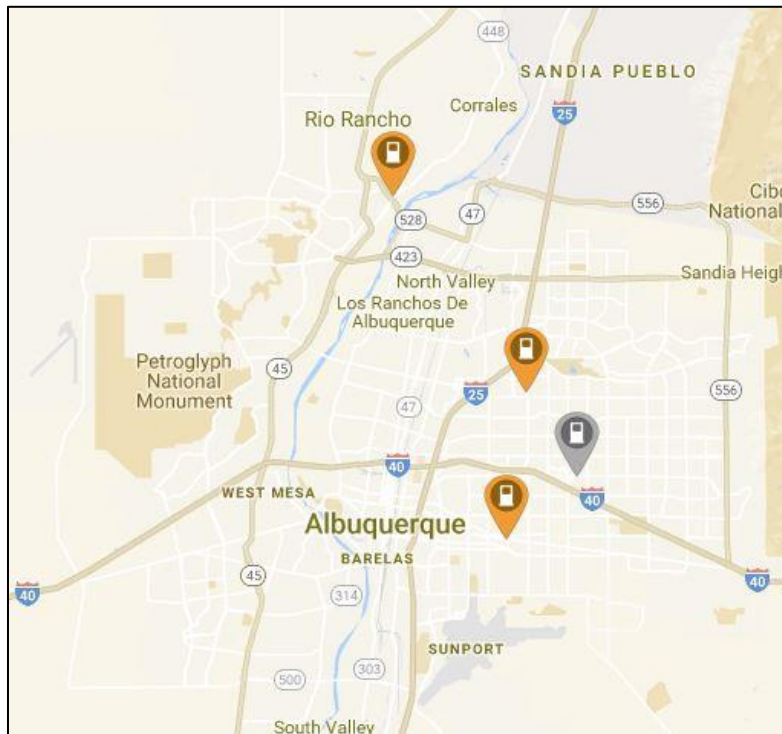 448
SANDIA PUEBLO
Corrales
25
Rio Rancho
Cibo
National
556
47
528
423
North Valley
Sandia Heigh
Los Ranchos De
Albuquerque
Petroglyph
National
Monument
45
25
556
47
40
WEST MESA
40
Albuquerque
BARELAS
45
40
40
314
SUNPORT
303
500
South Valley